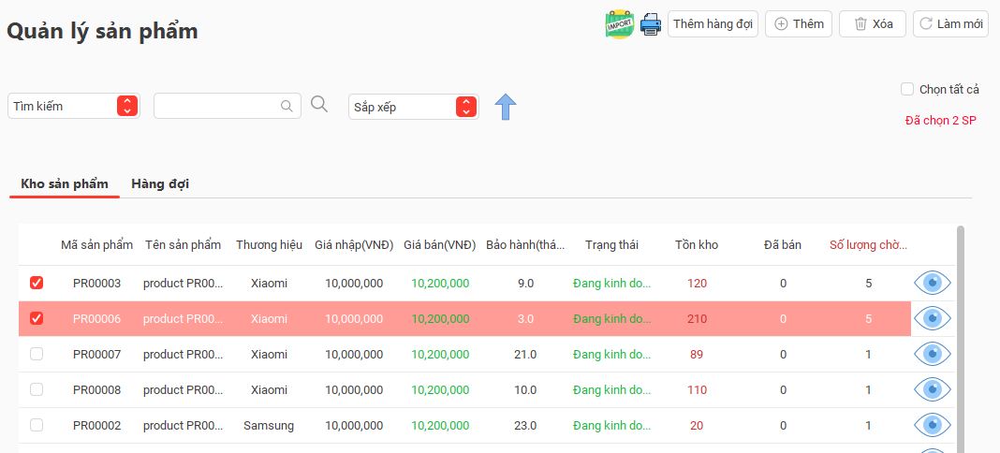 Quản lý sản phẩm
IMPORT
Thêm hàng đợi
Thêm
Xóa
Làm mới
Tìm kiếm
Sắp xếp
Chọn tất cả
Đã chọn 2 SP
Kho sản phẩm Hàng đợi
Mã sản phẩm Tên sản phẩm Thương hiệu Giá nhập(VNĐ) Giá bán(VNĐ) Bảo hành(thá... Trạng thái Tồn kho Đã bán Số lượng chờ...
PR00003 product PR00... Xiaomi 10,000,000 10,200,000 9.0 Đang kinh do... 120 0 5
PR00006 product PR00... Xiaomi 10,000,000 10,200,000 3.0 Đang kinh do... 210 0 5
PR00007 product PR00... Xiaomi 10,000,000 10,200,000 21.0 Đang kinh do... 89 0 1
PR00008 product PR00... Xiaomi 10,000,000 10,200,000 10.0 Đang kinh do... 110 0 1
PR00002 product PR00... Samsung 10,000,000 10,200,000 23.0 Đang kinh do... 20 0 1